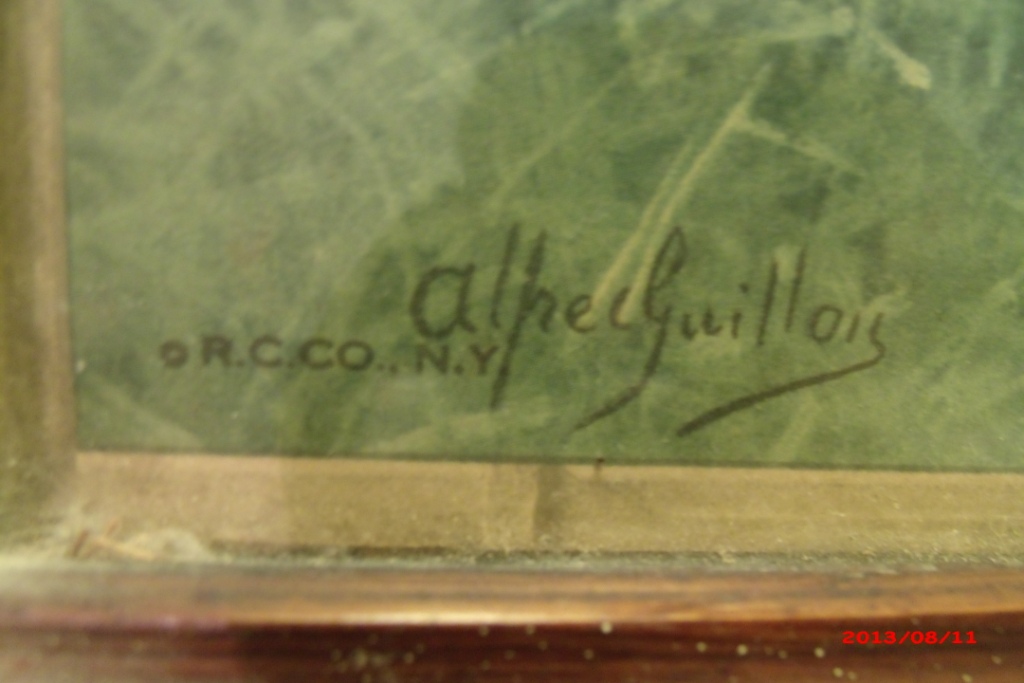 Alfred Guillou
© R.C.CO., N.Y.
2013/08/11